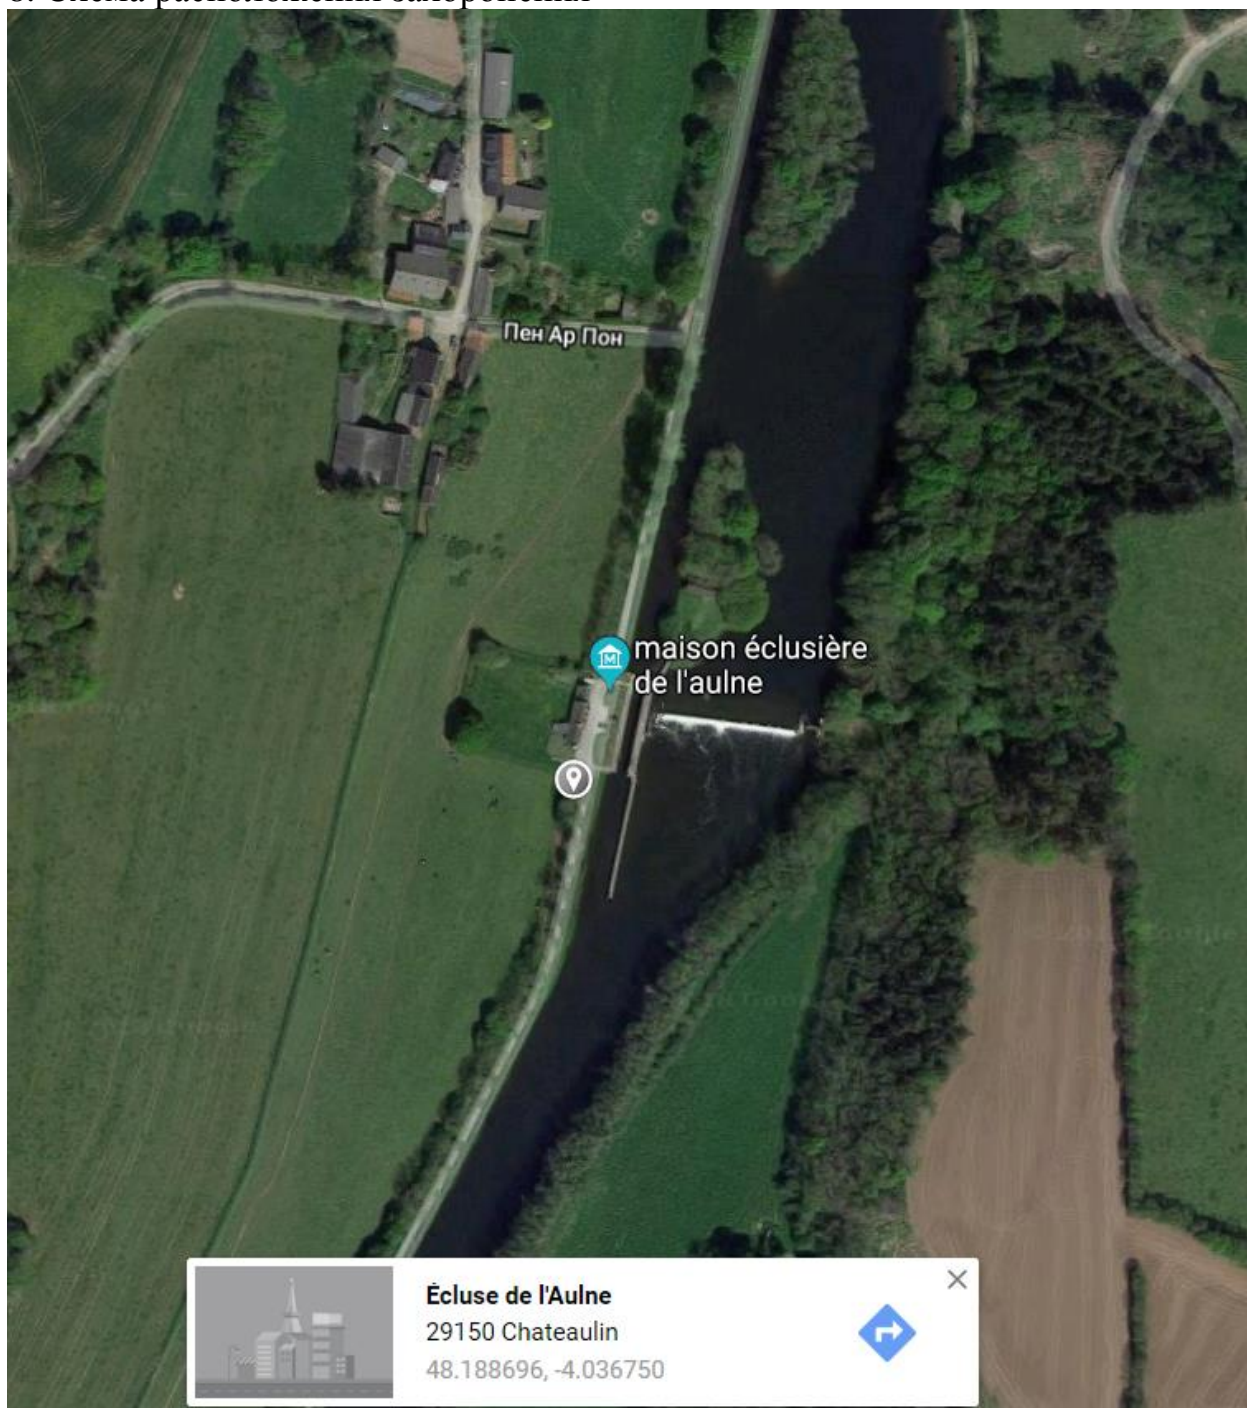 Пен Ар Пон
maison éclusière
de l'aulne
Écluse de l'Aulne
29150 Chateaulin
48.188696, -4.036750